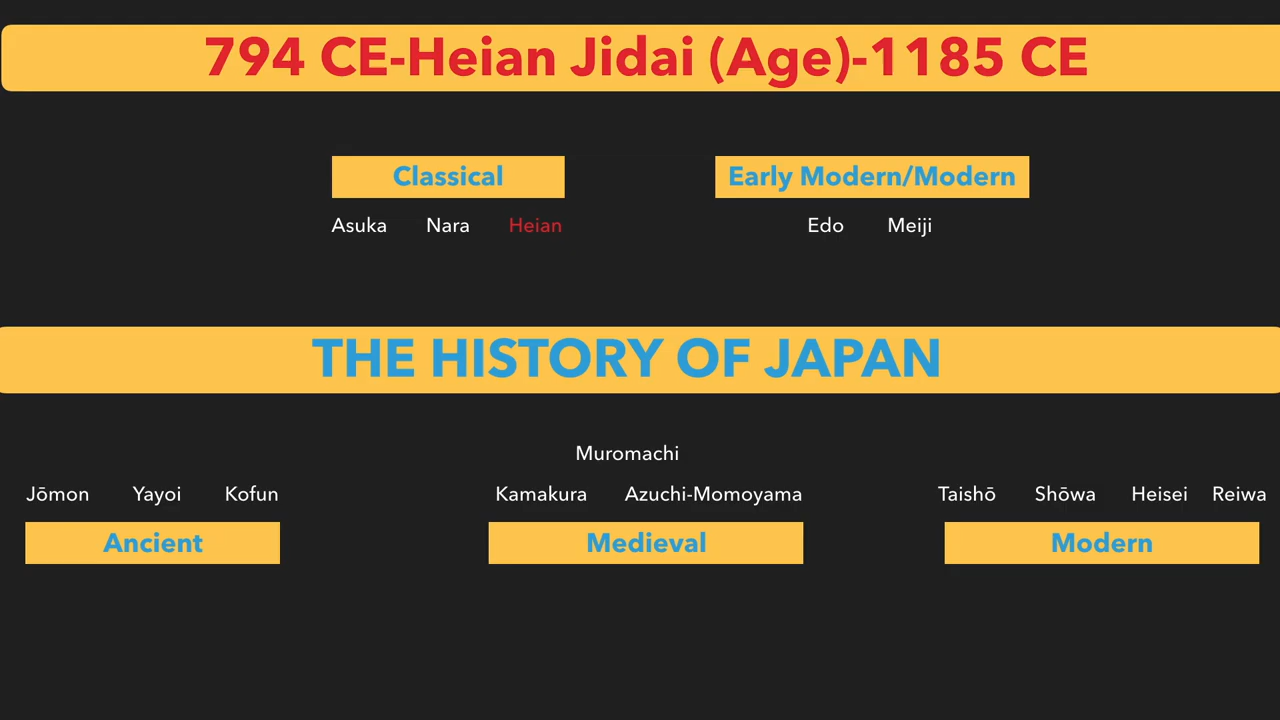 794 CE-Heian Jidai (Age)-1185 CE
Classical
Early Modern/Modern
Asuka Nara Heian
Edo Meiji
THE HISTORY OF JAPAN
Muromachi
Jōmon Yayoi Kofun
Kamakura Azuchi-Momoyama
Taishō Shōwa Heisei Reiwa
Ancient
Medieval
Modern